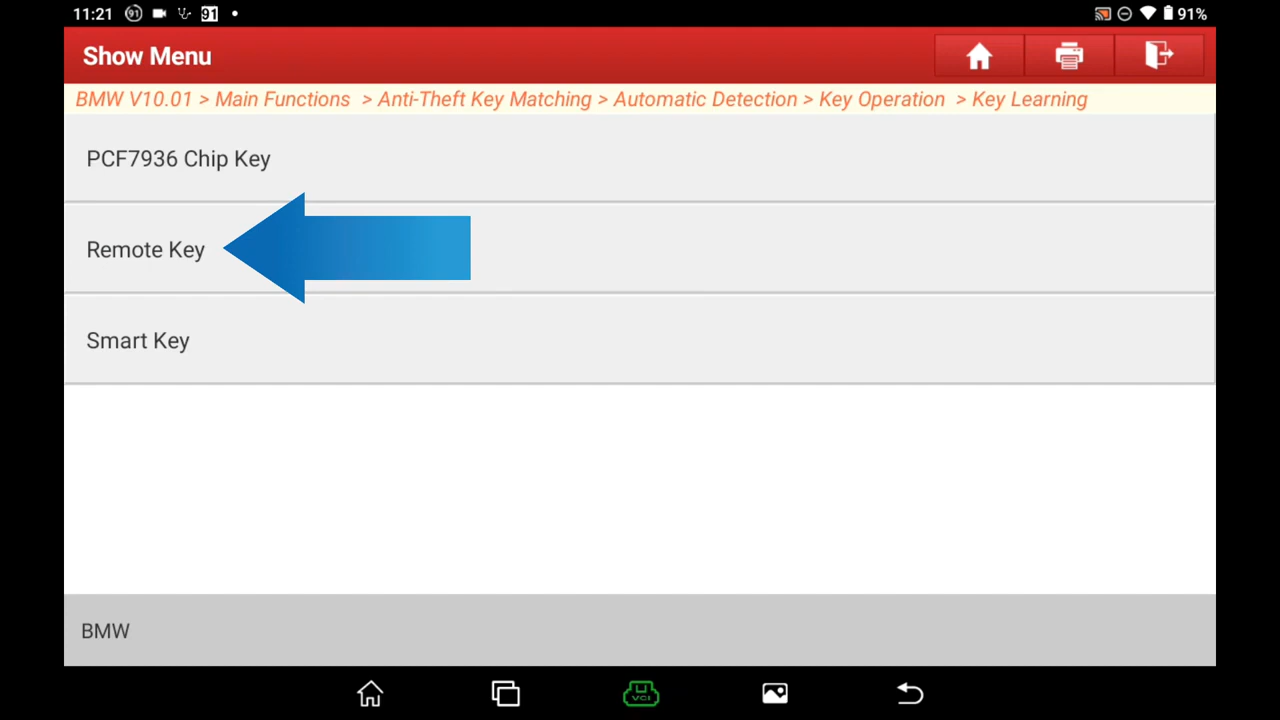 11:21 91 91 91%
Show Menu
BMW V10.01 > Main Functions > Anti-Theft Key Matching > Automatic Detection > Key Operation > Key Learning
PCF7936 Chip Key
Remote Key
Smart Key
BMW
VCI